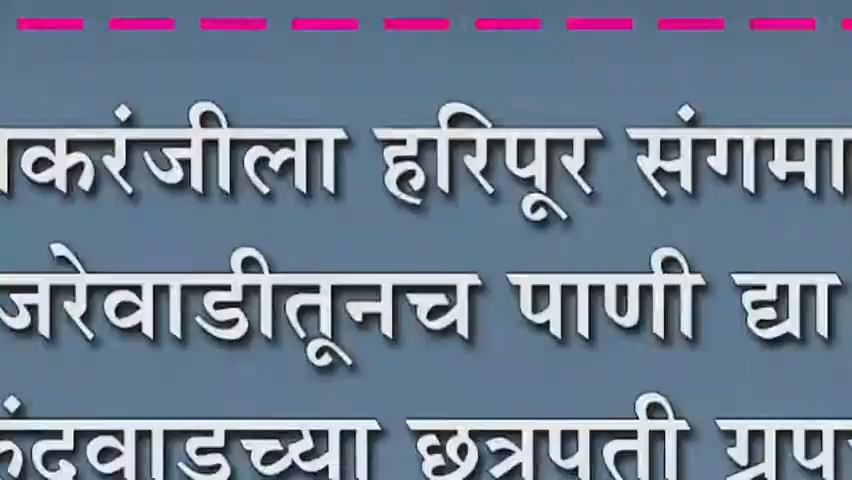 करंजीला हरिपूर संगमा
जरेवाडीतूनच पाणी द्या
रुंदवाडच्या छत्रपती ग्रुप